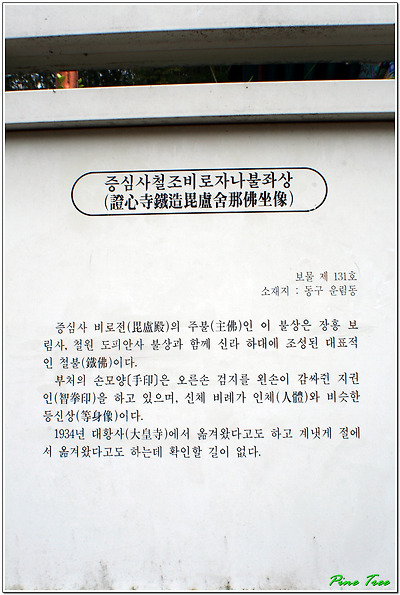 증심사철조비로자나불좌상
(證心寺鐵造毘盧舍那佛坐像)
보물 제 131호
소재지 : 동구 운림동
증심사 비로전(毘盧殿)의 주불(主佛)인 이 불상은 장흥 보
림사, 철원 도피안사 불상과 함께 신라 하대에 조성된 대표적
인 철불(鐵佛)이다.
부처의 손모양〔手印〕은 오른손 검지를 왼손이 감싸쥔 지권
인(智拳印)을 하고 있으며, 신체 비례가 인체(人體)와 비슷한
등신상(等身像)이다.
1934년 대황사(大皇寺)에서 옮겨왔다고도 하고 계냇게 절에
서 옮겨왔다고도 하는데 확인할 길이 없다.
Pine Tree